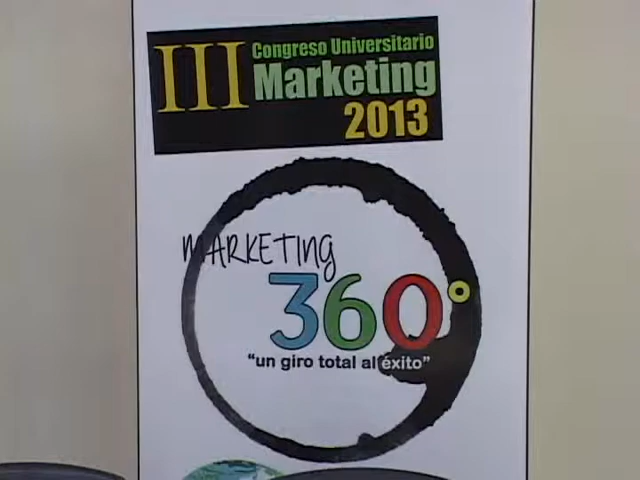 III
Congreso Universitario
Marketing
2013
MARKETINg
360°
“un giro total al éxito”